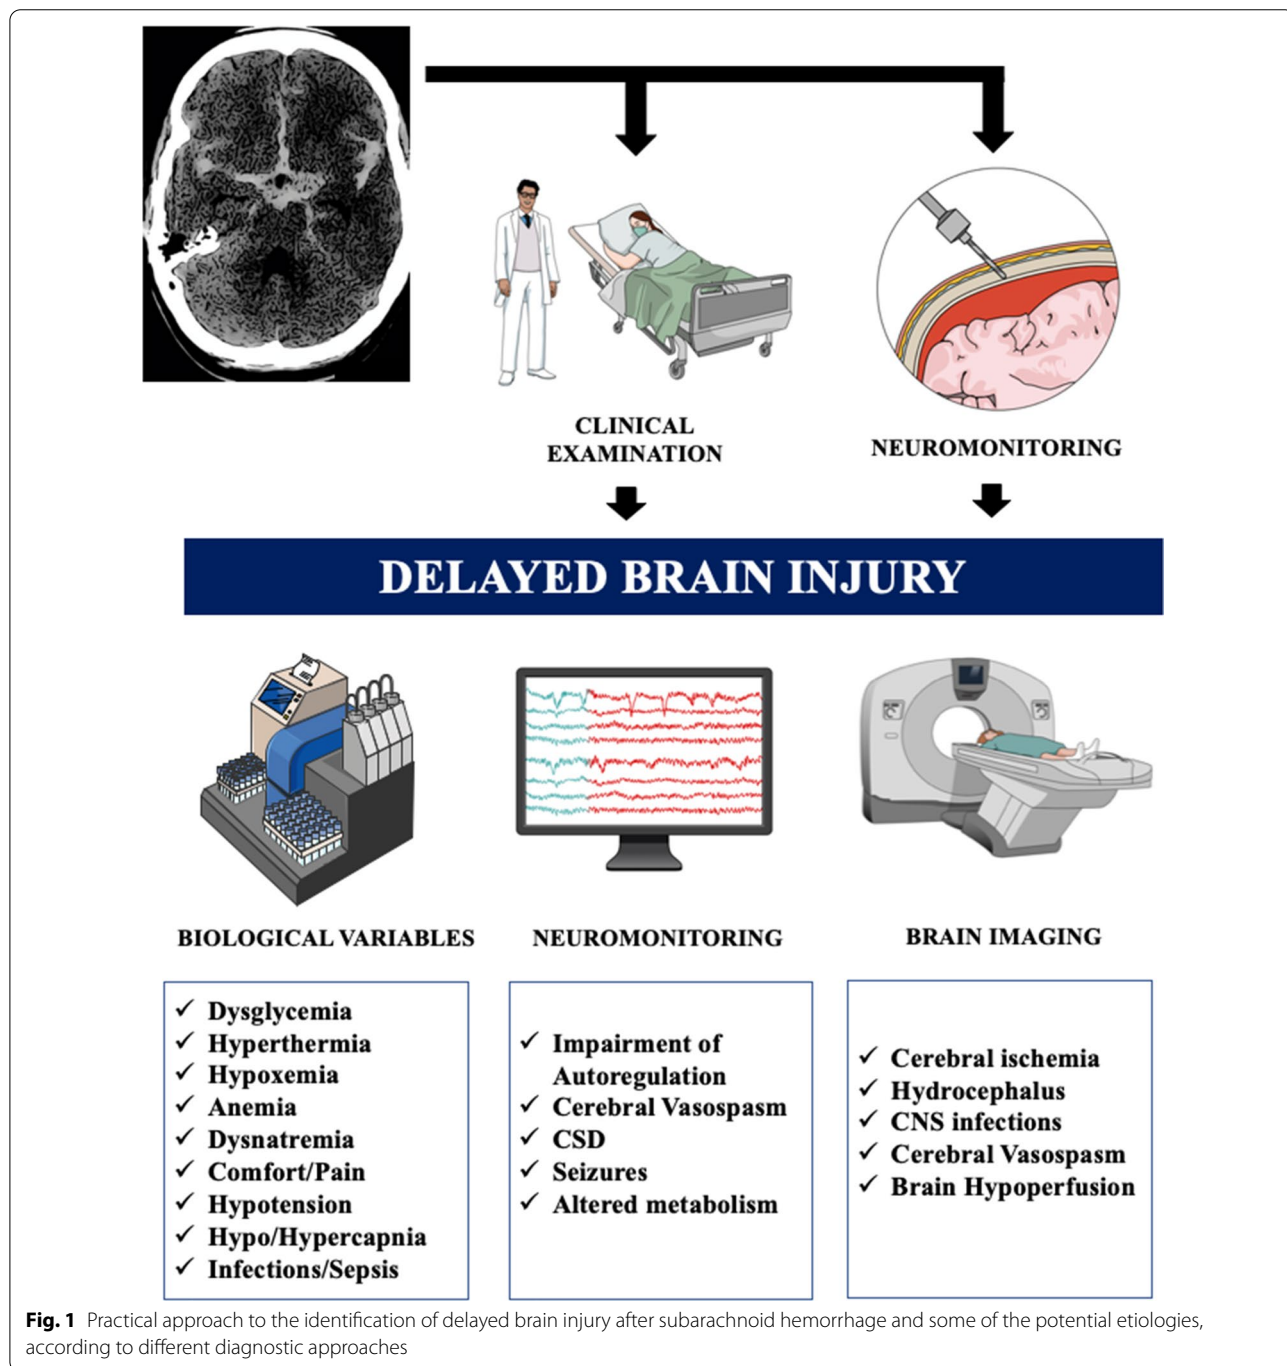 CLINICAL
EXAMINATION
NEUROMONITORING
DELAYED BRAIN INJURY
BIOLOGICAL VARIABLES
✓ Dysglycemia
✓ Hyperthermia
✓ Hypoxemia
✓ Anemia
✓ Dysnatremia
✓ Comfort/Pain
✓ Hypotension
✓ Hypo/Hypercapnia
✓ Infections/Sepsis
NEUROMONITORING
✓ Impairment of
Autoregulation
✓ Cerebral Vasospasm
✓ CSD
✓ Seizures
✓ Altered metabolism
BRAIN IMAGING
✓ Cerebral ischemia
✓ Hydrocephalus
✓ CNS infections
✓ Cerebral Vasospasm
✓ Brain Hypoperfusion
Fig. 1 Practical approach to the identification of delayed brain injury after subarachnoid hemorrhage and some of the potential etiologies,
according to different diagnostic approaches